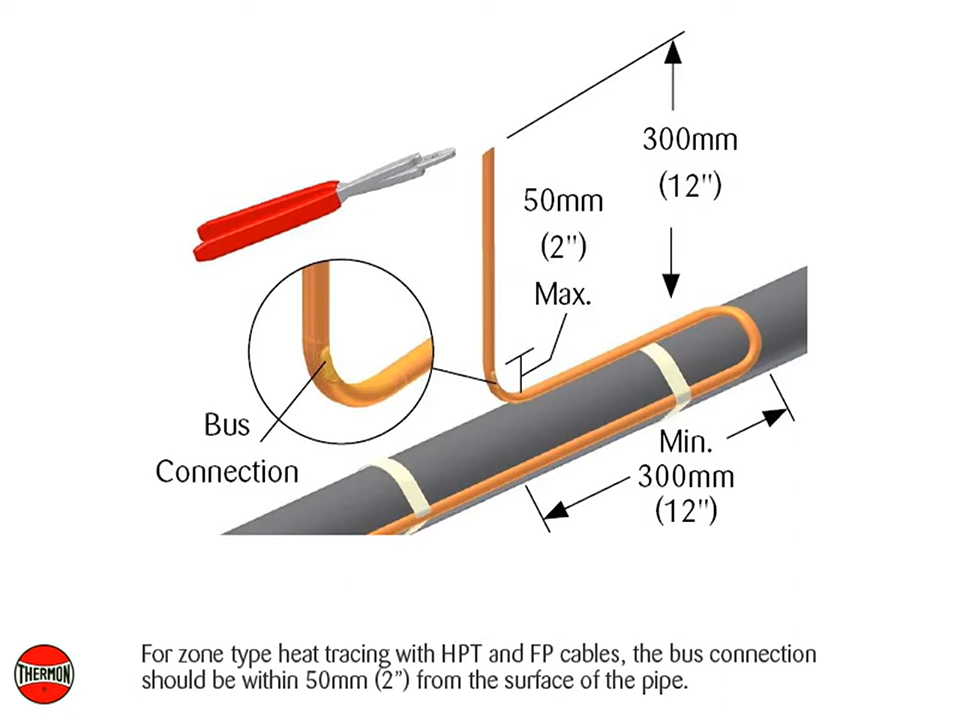 300mm
(12")
50mm
(2")
Max.
Bus
Connection
Min.
300mm
(12")
THERMON
For zone type heat tracing with HPT and FP cables, the bus connection
should be within 50mm (2”) from the surface of the pipe.